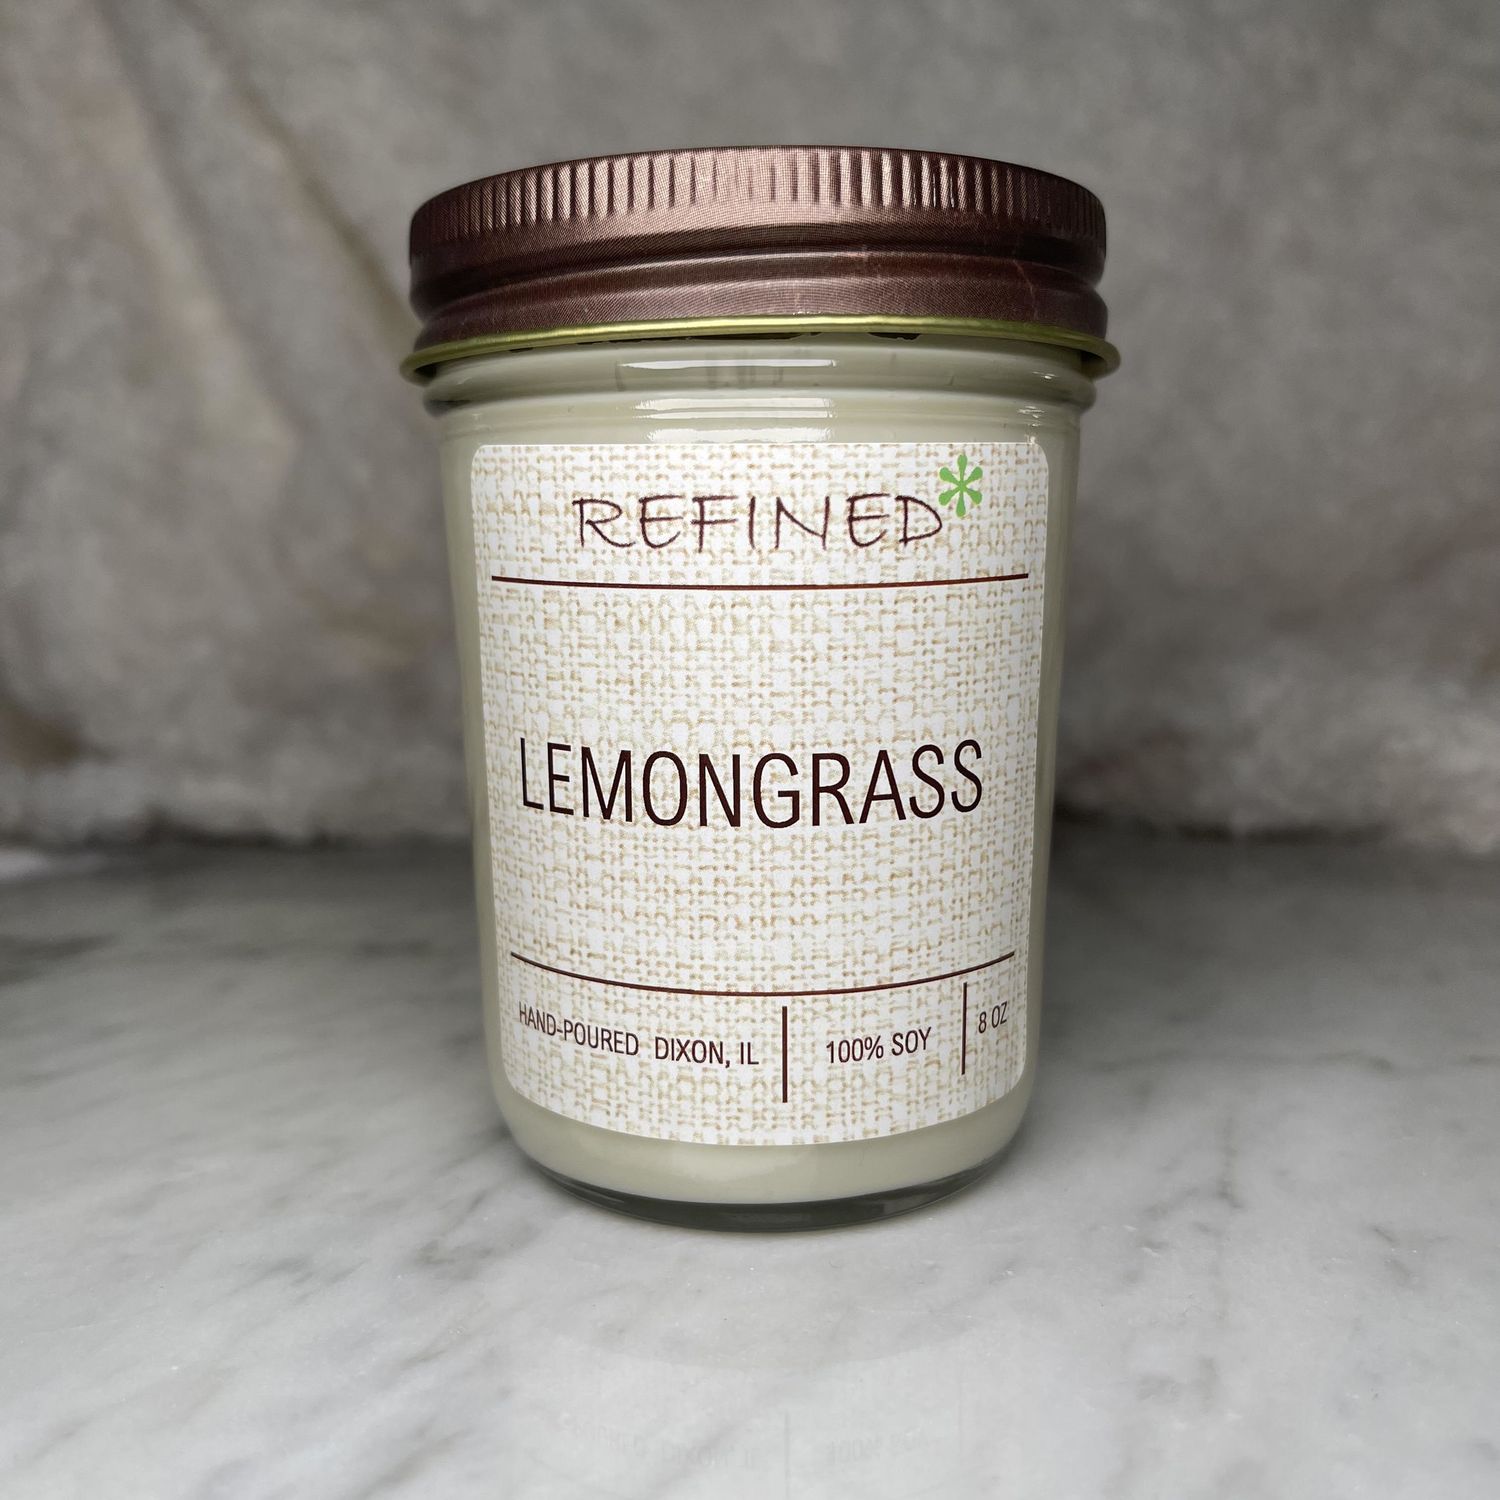 REFINED*
LEMONGRASS
HAND-POURED DIXON, IL | 100% SOY | 8 OZ